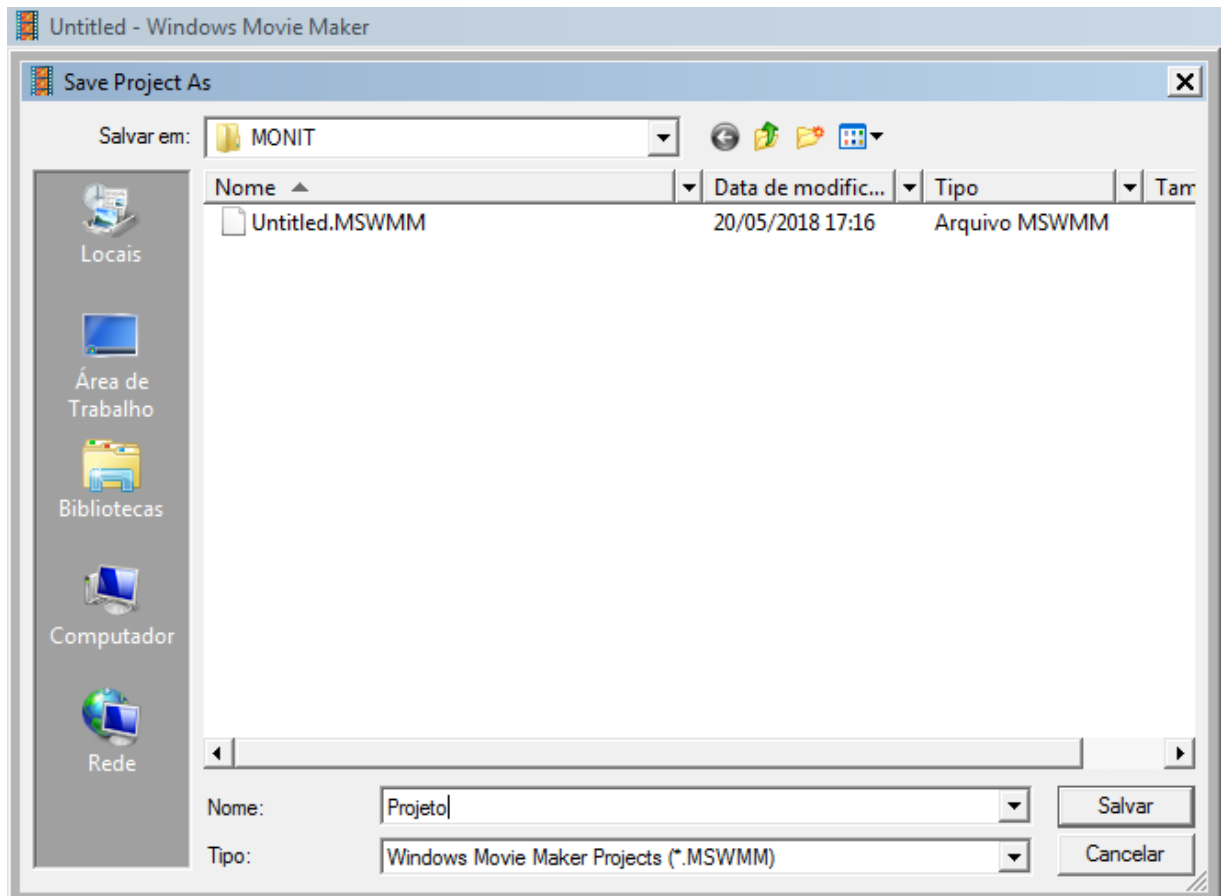 Untitled - Windows Movie Maker
Save Project As
Salvar em: MONIT
Nome Data de modific... Tipo Tam
Untitled.MSWMM 20/05/2018 17:16 Arquivo MSWMM
Locais
Área de
Trabalho
Bibliotecas
Computador
Rede
Nome: Projeto Salvar
Tipo: Windows Movie Maker Projects (*.MSWMM) Cancelar